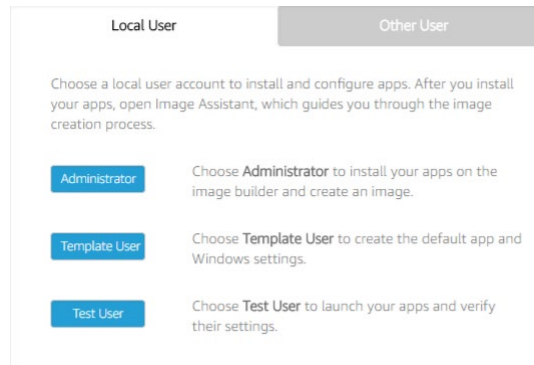 Local User
Other User
Choose a local user account to install and configure apps. After you install
your apps, open Image Assistant, which guides you through the image
creation process.
Administrator
Choose Administrator to install your apps on the
image builder and create an image.
Template User
Choose Template User to create the default app and
Windows settings.
Test User
Choose Test User to launch your apps and verify
their settings.